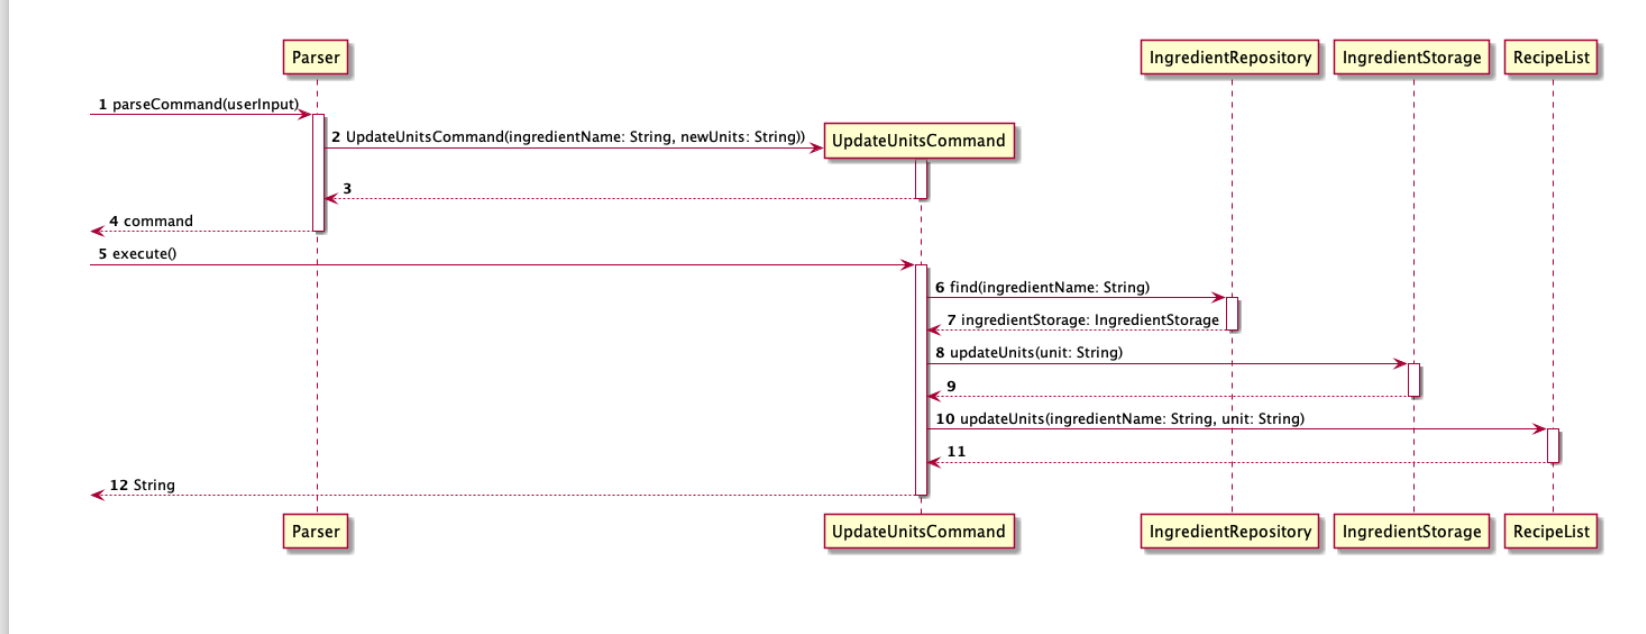 Parser
IngredientRepository
IngredientStorage
RecipeList
1 parseCommand(userInput)
2 UpdateUnitsCommand(ingredientName: String, newUnits: String))
UpdateUnitsCommand
3
4 command
5 execute()
6 find(ingredientName: String)
7 ingredientStorage: IngredientStorage
8 updateUnits(unit: String)
9
10 updateUnits(ingredientName: String, unit: String)
11
12 String
Parser
UpdateUnitsCommand
IngredientRepository
IngredientStorage
RecipeList